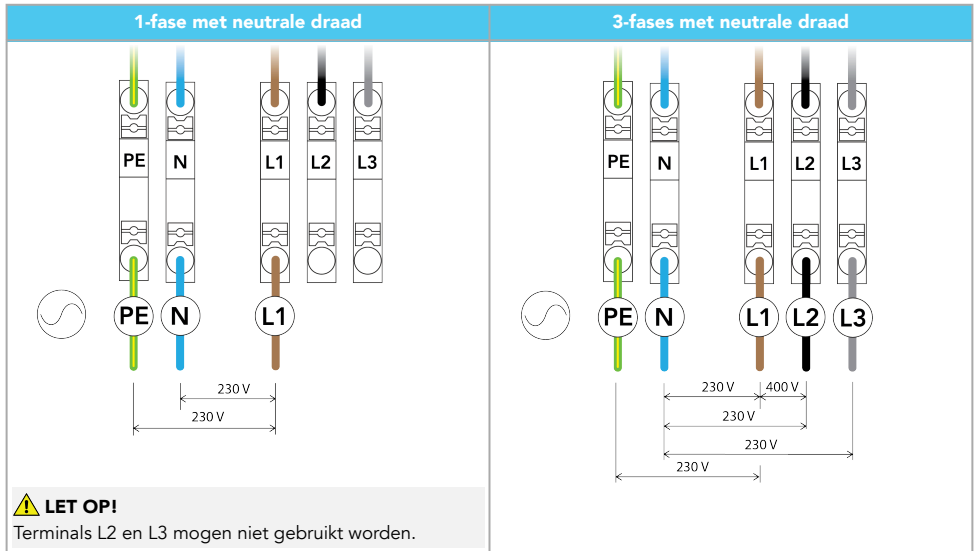 1-fase met neutrale draad
PE N L1 L2 L3
PE N L1
230 V
230 V
LET OP!
Terminals L2 en L3 mogen niet gebruikt worden.
3-fases met neutrale draad
PE N L1 L2 L3
PE N L1 L2 L3
230 V 400 V
230 V
230 V
230 V